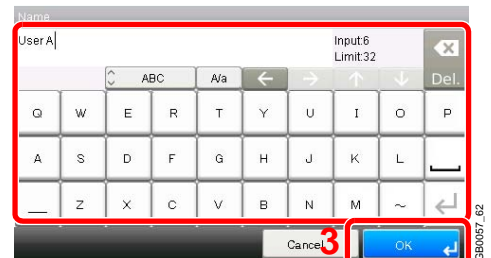 Name
User A
Input:6
Limit:32
ABC A/a Del.
Q W E R T Y U I O P
A S D F G H J K L
Z X C V B N M ~
Cancel 3 OK
GB0057_62